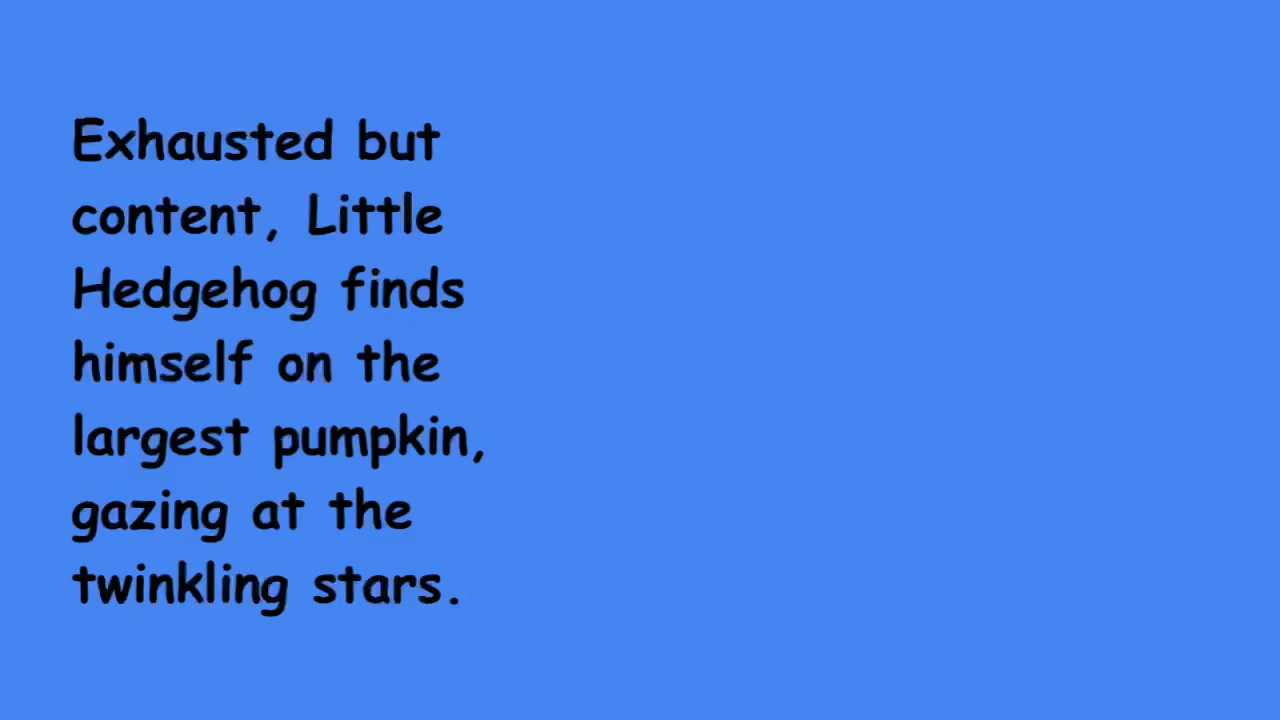 Exhausted but
content, Little
Hedgehog finds
himself on the
largest pumpkin,
gazing at the
twinkling stars.